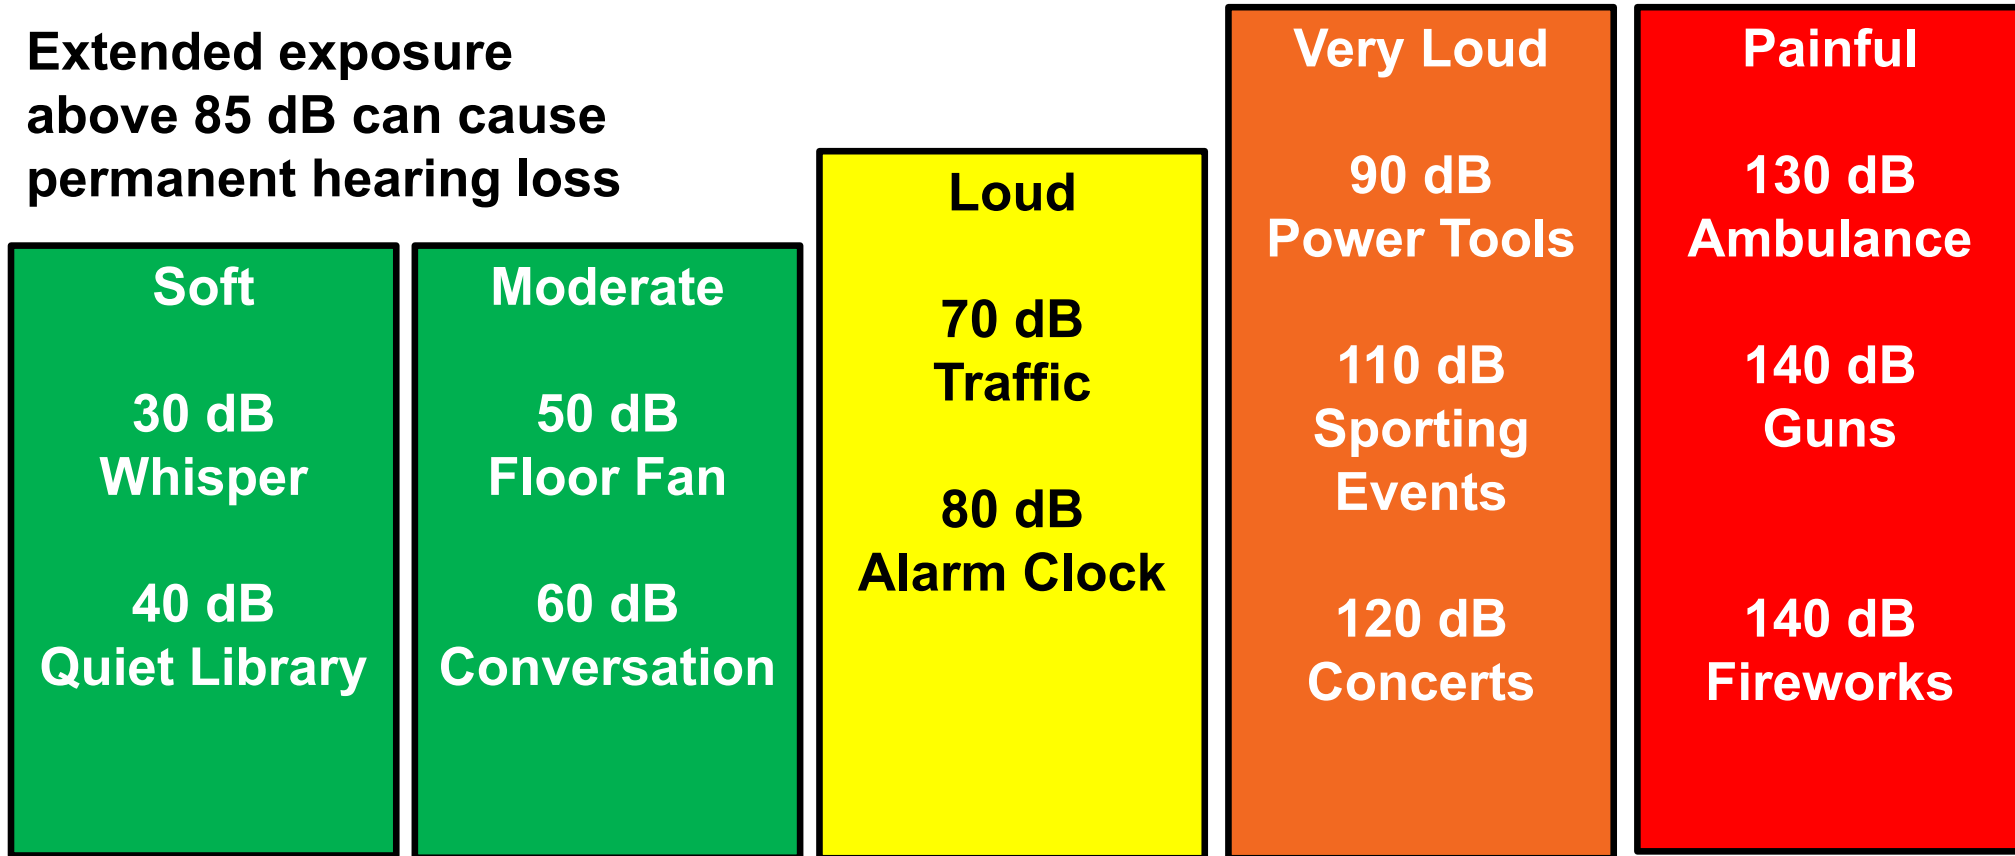 Extended exposure
above 85 dB can cause
permanent hearing loss
Soft
30 dB
Whisper
40 dB
Quiet Library
Moderate
50 dB
Floor Fan
60 dB
Conversation
Loud
70 dB
Traffic
80 dB
Alarm Clock
Very Loud
90 dB
Power Tools
110 dB
Sporting
Events
120 dB
Concerts
Painful
130 dB
Ambulance
140 dB
Guns
140 dB
Fireworks